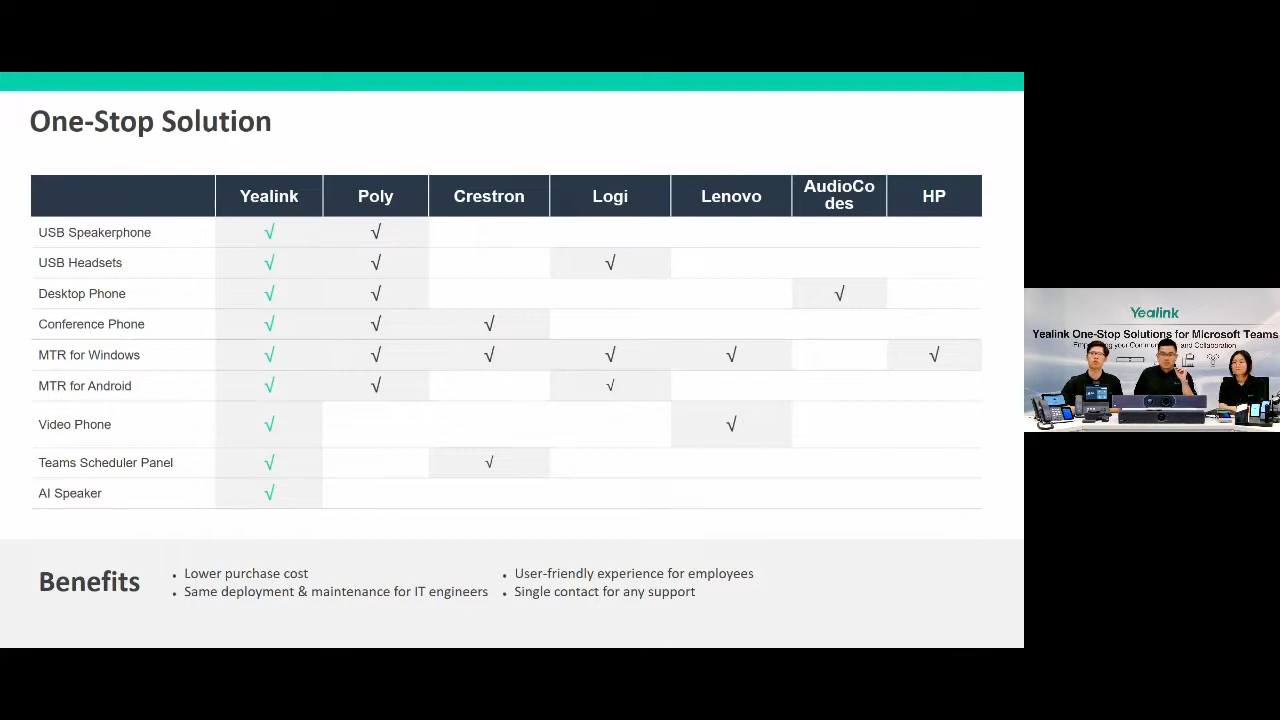 One-Stop Solution
Yealink Poly Crestron Logi Lenovo AudioCo
des HP
USB Speakerphone √ √
USB Headsets √ √ √
Desktop Phone √ √ √
Conference Phone √ √ √
MTR for Windows √ √ √ √ √ √
MTR for Android √ √ √
Video Phone √ √
Teams Scheduler Panel √ √
AI Speaker √
Benefits
• Lower purchase cost
• Same deployment & maintenance for IT engineers
• User-friendly experience for employees
• Single contact for any support
Yealink
Yealink One-Stop Solutions for Microsoft Teams
and Collaboration